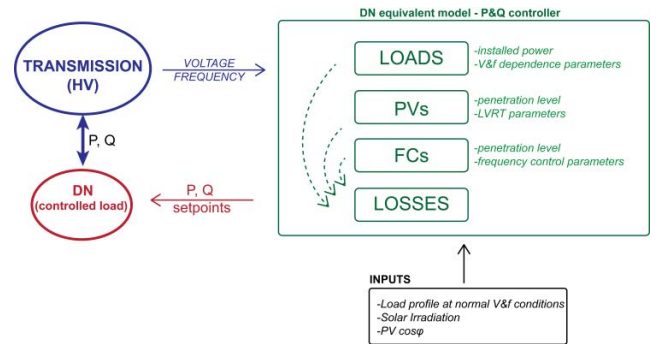 DN equivalent model - P&Q controller
TRANSMISSION
(HV)
VOLTAGE
FREQUENCY
P, Q
DN
(controlled load)
P, Q
setpoints
LOADS
-installed power
-V&f dependence parameters
PVs
-penetration level
-LVRT parameters
FCs
-penetration level
-frequency control parameters
LOSSES
INPUTS
-Load profile at normal V&f conditions
-Solar Irradiation
-PV cosφ